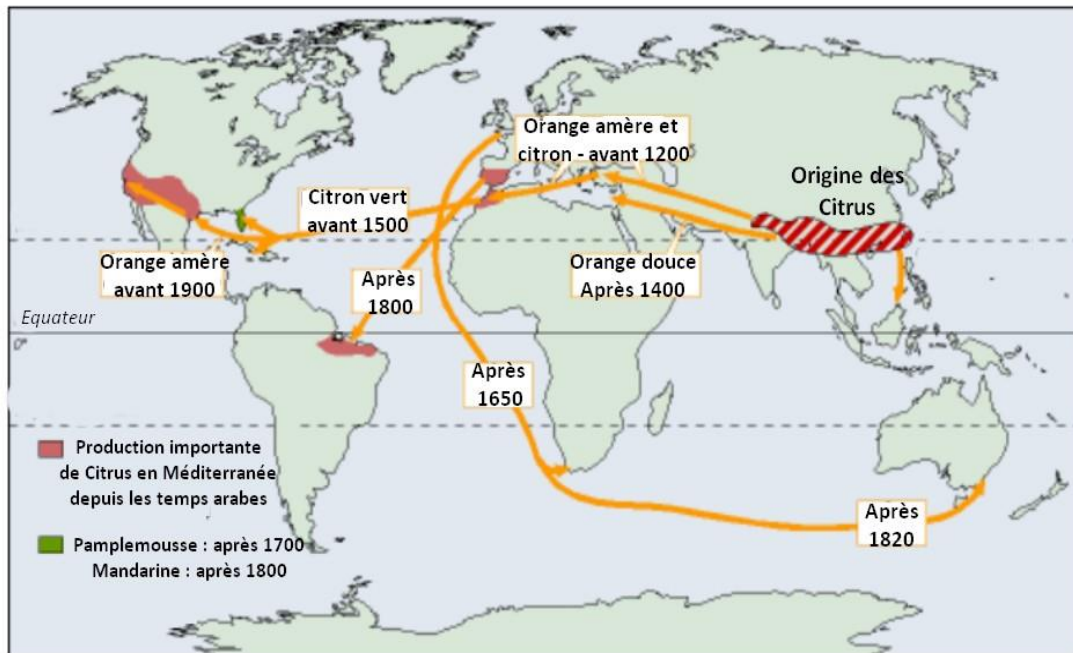 Orange amère et
citron - avant 1200
Origine des
Citrus
Citron vert
avant 1500
Orange amère
avant 1900
Après
1800
Orange douce
Après 1400
Equateur
0°
Après
1650
Production importante
de Citrus en Méditerranée
depuis les temps arabes
Après
1820
Pamplemousse : après 1700
Mandarine : après 1800